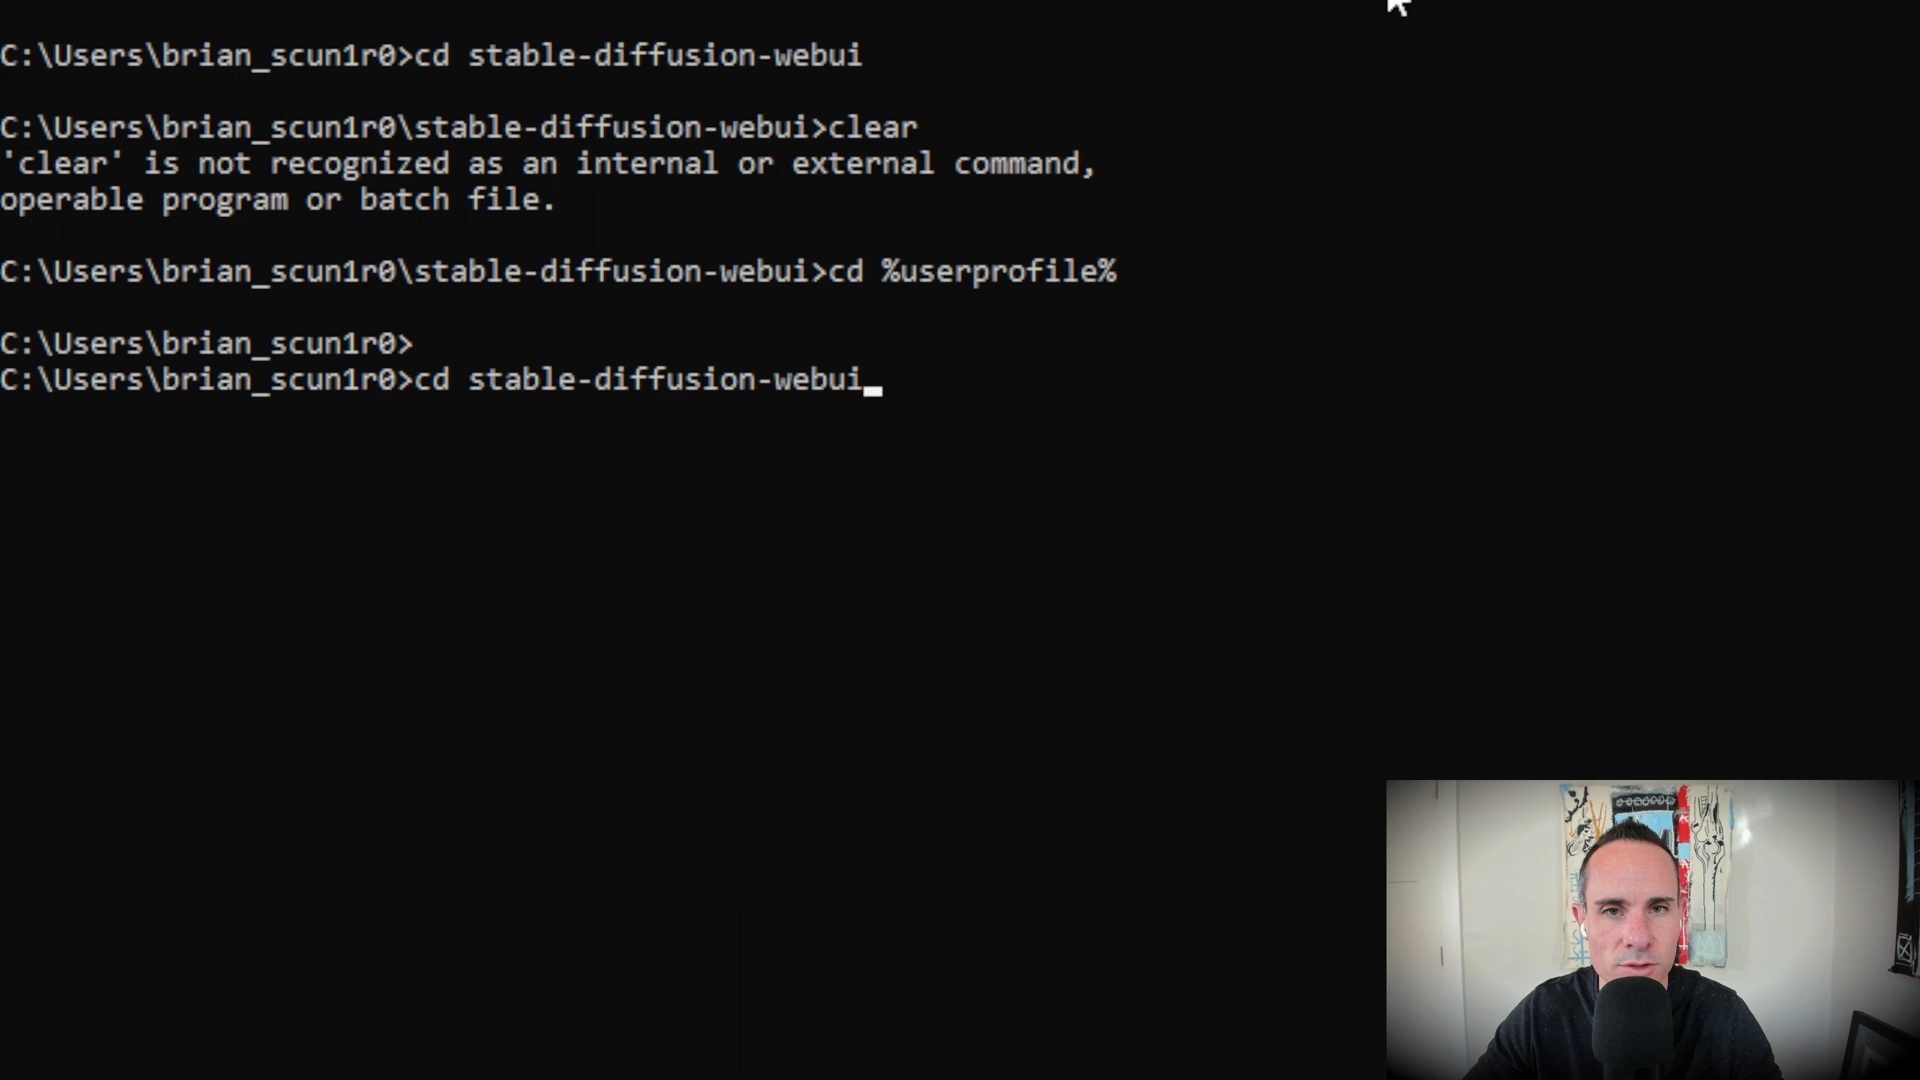 C:\Users\brian_scun1r0>cd stable-diffusion-webui
C:\Users\brian_scun1r0\stable-diffusion-webui>clear
'clear' is not recognized as an internal or external command,
operable program or batch file.
C:\Users\brian_scun1r0\stable-diffusion-webui>cd %userprofile%
C:\Users\brian_scun1r0>
C:\Users\brian_scun1r0>cd stable-diffusion-webui